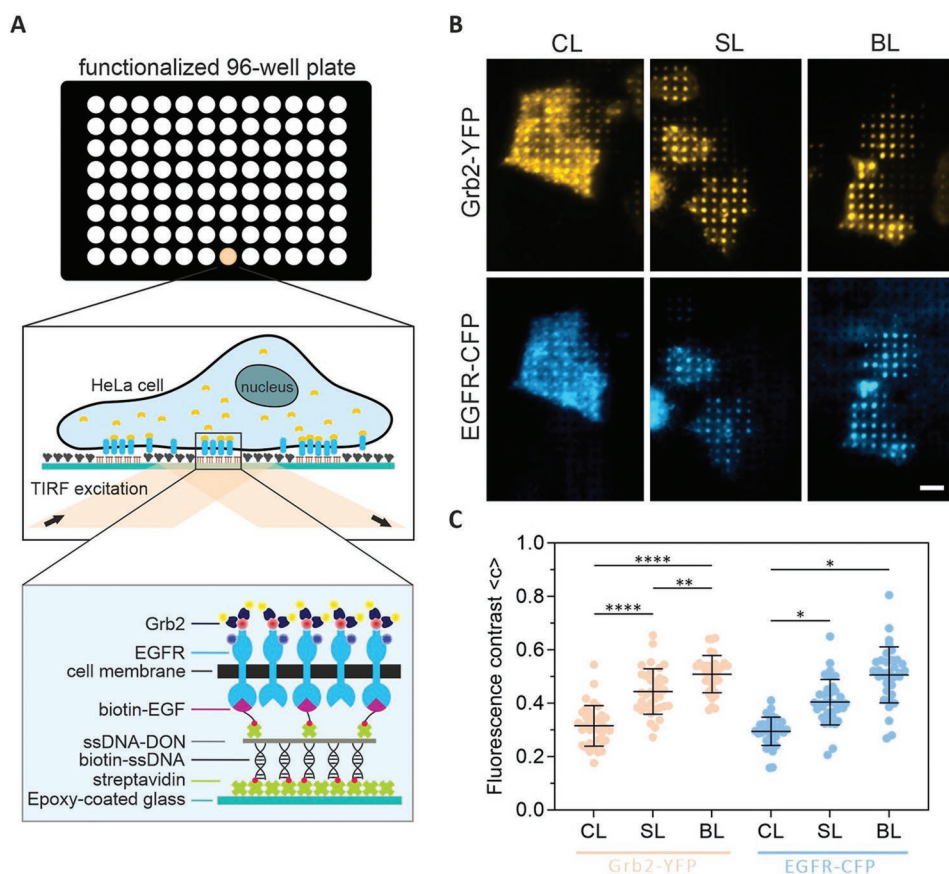 A
functionalized 96-well plate
HeLa cell
nucleus
TIRF excitation
Grb2
EGFR
cell membrane
biotin-EGF
ssDNA-DON
biotin-ssDNA
streptavidin
Epoxy-coated glass
B
CL SL BL
Grb2-YFP
EGFR-CFP
C
Fluorescence contrast <c>
1.0
0.8
0.6
0.4
0.2
0.0
**** *
**** ** *
CL SL BL CL SL BL
Grb2-YFP EGFR-CFP